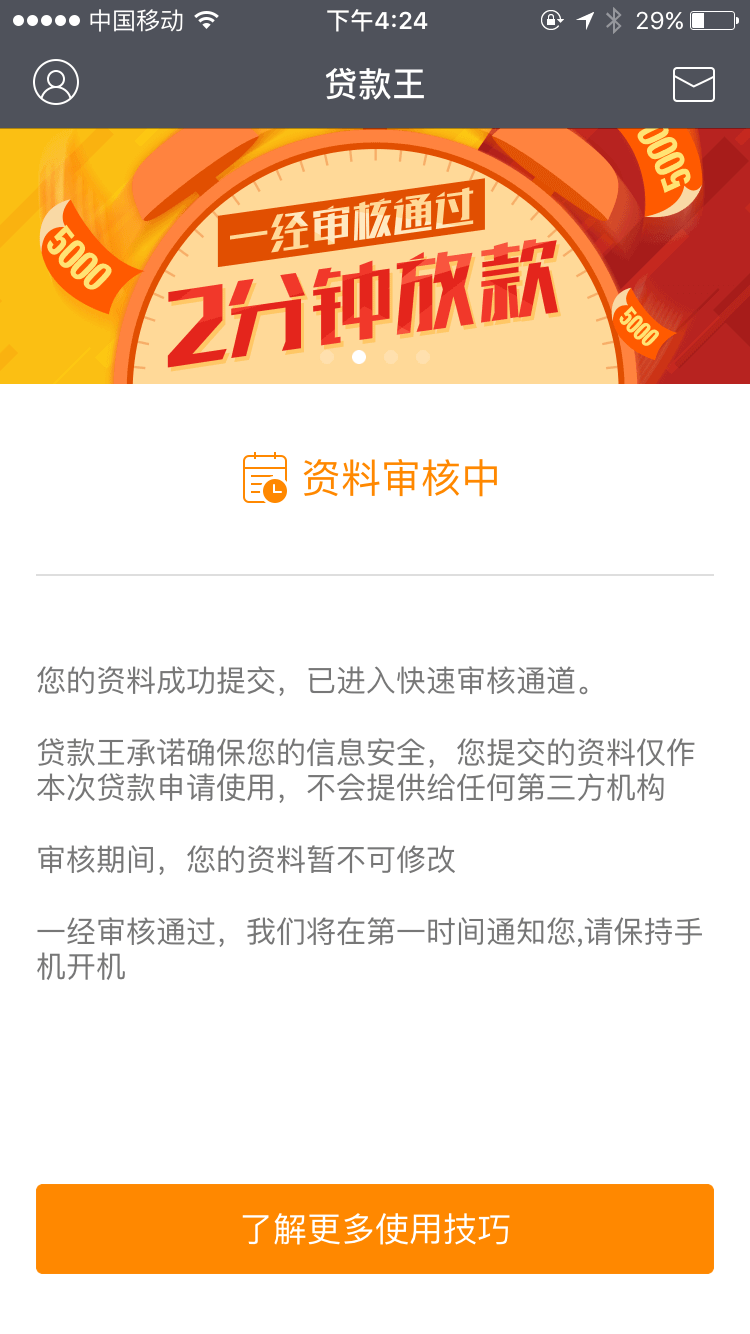 中国移动
下午4:24
29%
贷款王
5000
5000
5000
一经审核通过
2分钟放款
资料审核中
您的资料成功提交，已进入快速审核通道。
贷款王承诺确保您的信息安全，您提交的资料仅作
本次贷款申请使用，不会提供给任何第三方机构
审核期间，您的资料暂不可修改
一经审核通过，我们将在第一时间通知您,请保持手
机开机
了解更多使用技巧